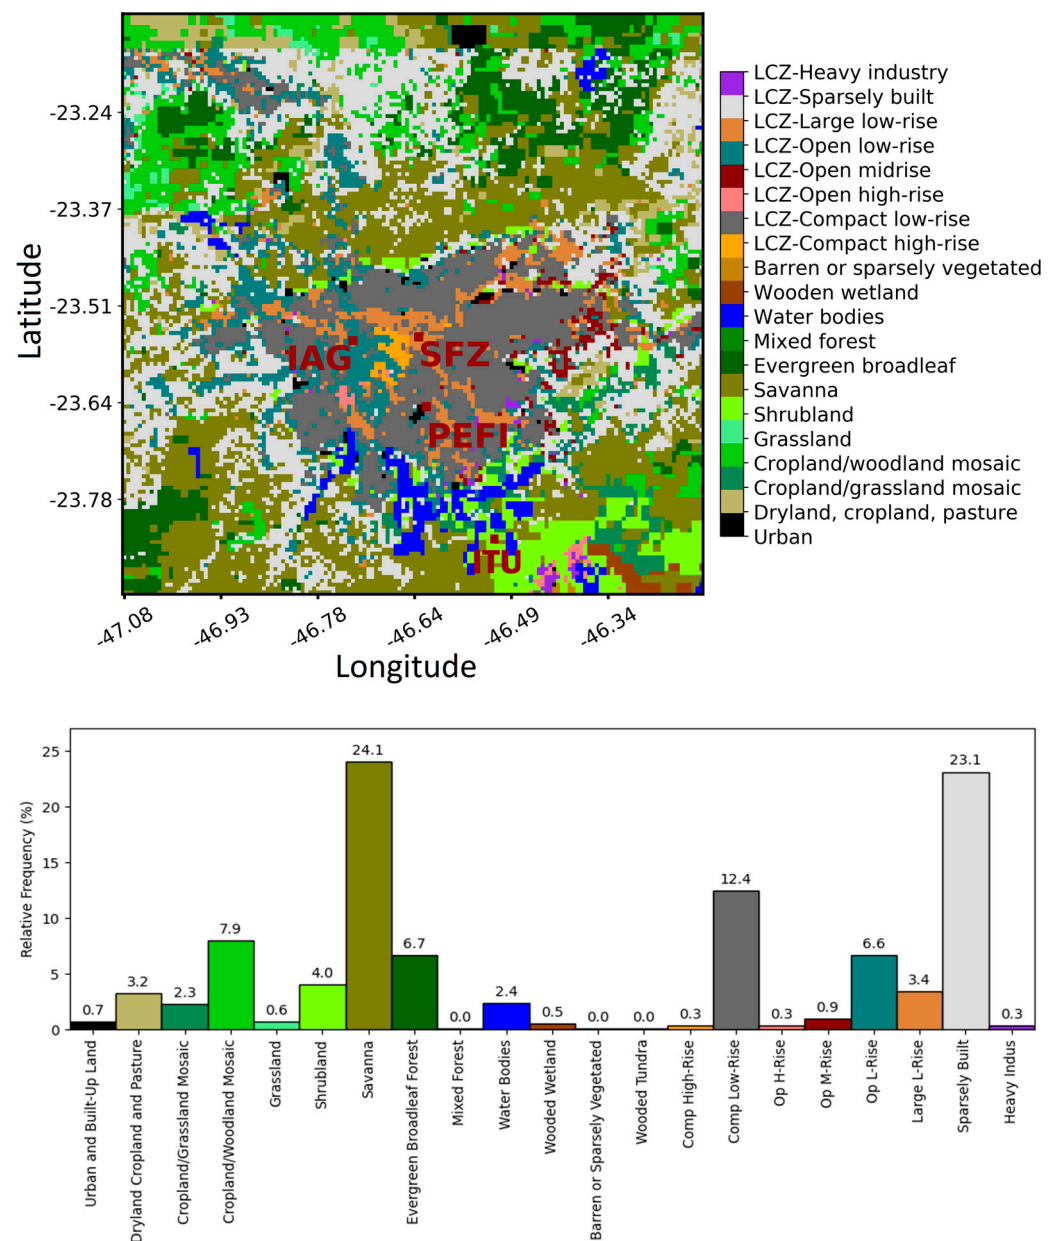 -23.24
-23.37
-23.51
-23.64
-23.78
Latitude
-47.08
-46.93
-46.78
-46.64
-46.49
-46.34
Longitude
IAG
SFZ
PEFI
ITU
LCZ-Heavy industry
LCZ-Sparsely built
LCZ-Large low-rise
LCZ-Open low-rise
LCZ-Open midrise
LCZ-Open high-rise
LCZ-Compact low-rise
LCZ-Compact high-rise
Barren or sparsely vegetated
Wooden wetland
Water bodies
Mixed forest
Evergreen broadleaf
Savanna
Shrubland
Grassland
Cropland/woodland mosaic
Cropland/grassland mosaic
Dryland, cropland, pasture
Urban
Relative Frequency (%)
25
20
15
10
5
0
0.7
3.2
2.3
7.9
0.6
4.0
24.1
6.7
0.0
2.4
0.5
0.0
0.0
0.3
12.4
0.3
0.9
6.6
3.4
23.1
0.3
Urban and Built-Up Land
Dryland Cropland and Pasture
Cropland/Grassland Mosaic
Cropland/Woodland Mosaic
Grassland
Shrubland
Savanna
Evergreen Broadleaf Forest
Mixed Forest
Water Bodies
Wooded Wetland
Barren or Sparsely Vegetated
Wooded Tundra
Comp High-Rise
Comp Low-Rise
Op H-Rise
Op M-Rise
Op L-Rise
Large L-Rise
Sparsely Built
Heavy Indus